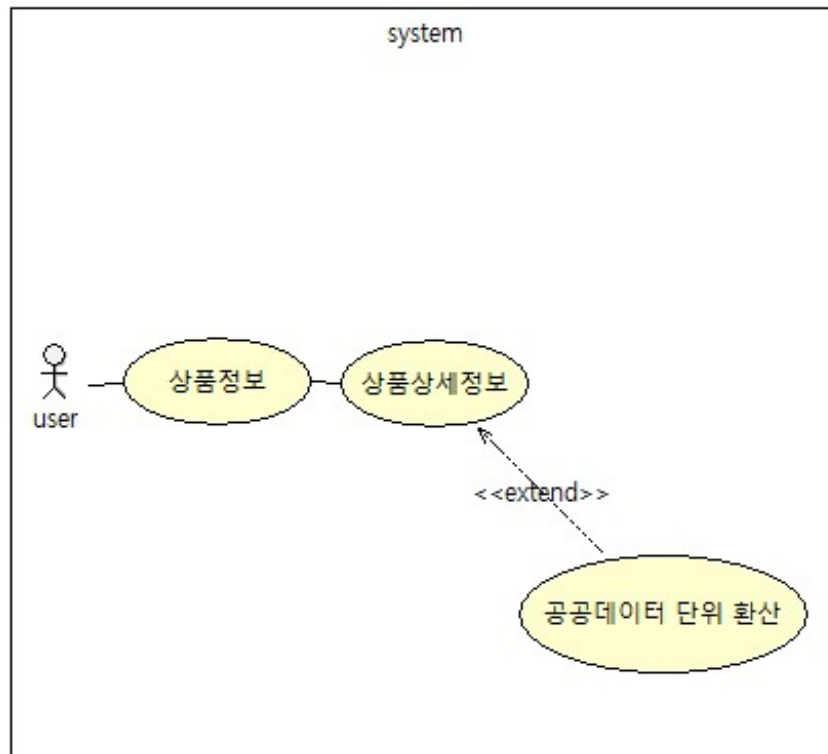 system
user
상품정보
상품상세정보
<<extend>>
공공데이터 단위 환산